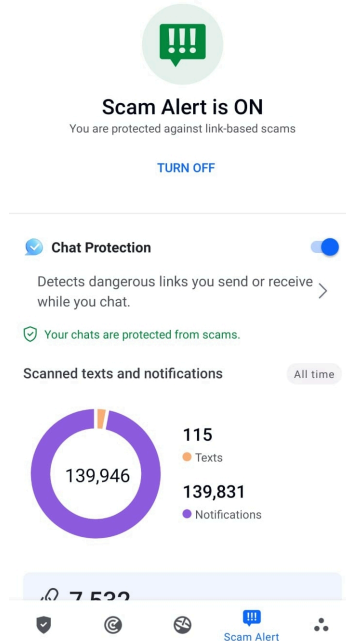 Scam Alert is ON
You are protected against link-based scams
TURN OFF
Chat Protection
Detects dangerous links you send or receive
while you chat.
Your chats are protected from scams.
Scanned texts and notifications
All time
139,946
115
Texts
139,831
Notifications
7,532
Scam Alert